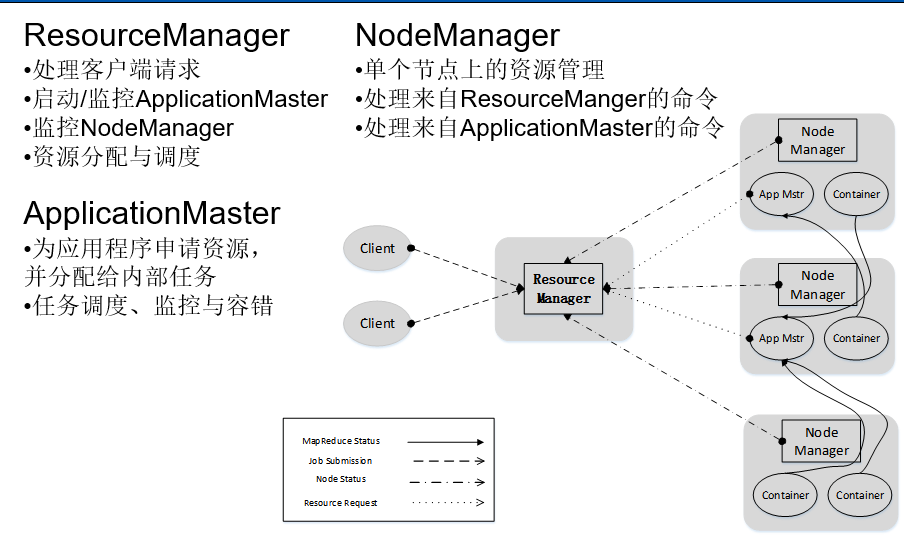 ResourceManager
•处理客户端请求
•启动/监控ApplicationMaster
•监控NodeManager
•资源分配与调度
ApplicationMaster
•为应用程序申请资源，
并分配给内部任务
•任务调度、监控与容错
NodeManager
•单个节点上的资源管理
•处理来自ResourceManger的命令
•处理来自ApplicationMaster的命令
Client
Client
Resource
Manager
Node
Manager
App Mstr
Container
Node
Manager
App Mstr
Container
Node
Manager
Container
Container
MapReduce Status
Job Submission
Node Status
Resource Request